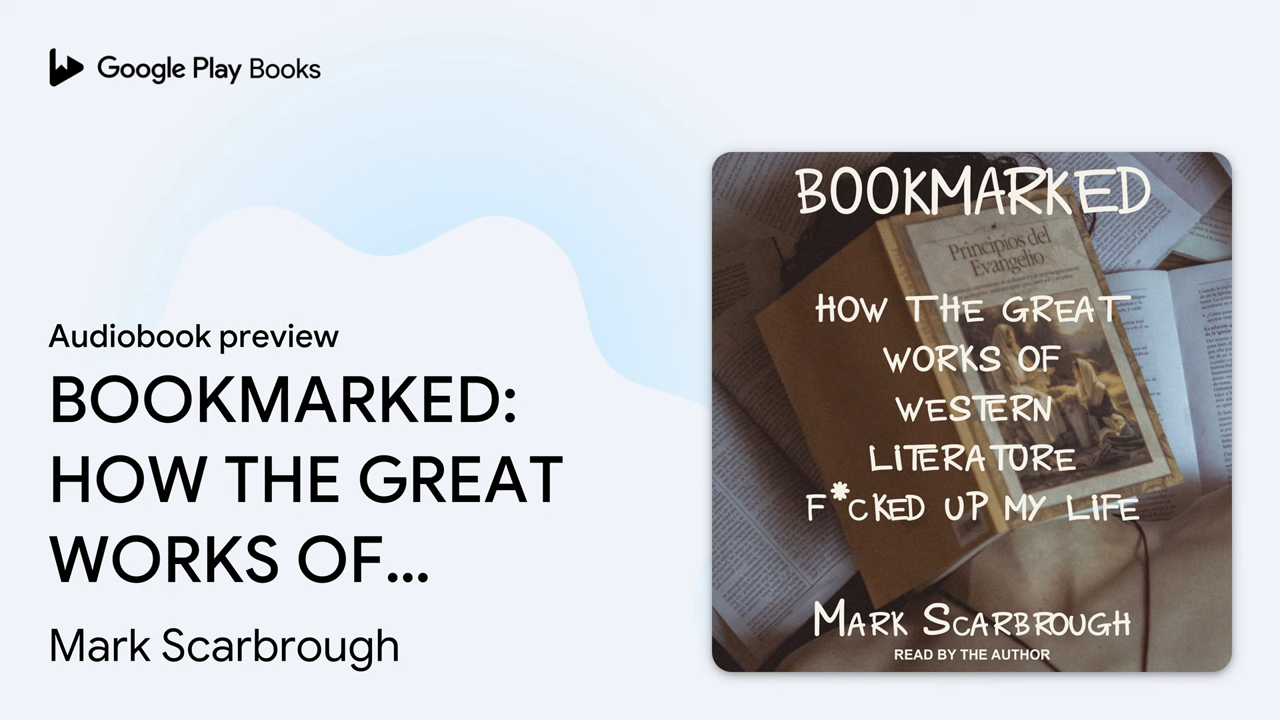 Google Play Books
Audiobook preview
BOOKMARKED:
HOW THE GREAT
WORKS OF...
Mark Scarbrough
BOOKMARKED
Principios del
Evangelio
HOW THE GREAT
WORKS OF
WESTERN
LITERATURE
F*CKED UP MY LIFE
MARK SCARBROUGH
READ BY THE AUTHOR